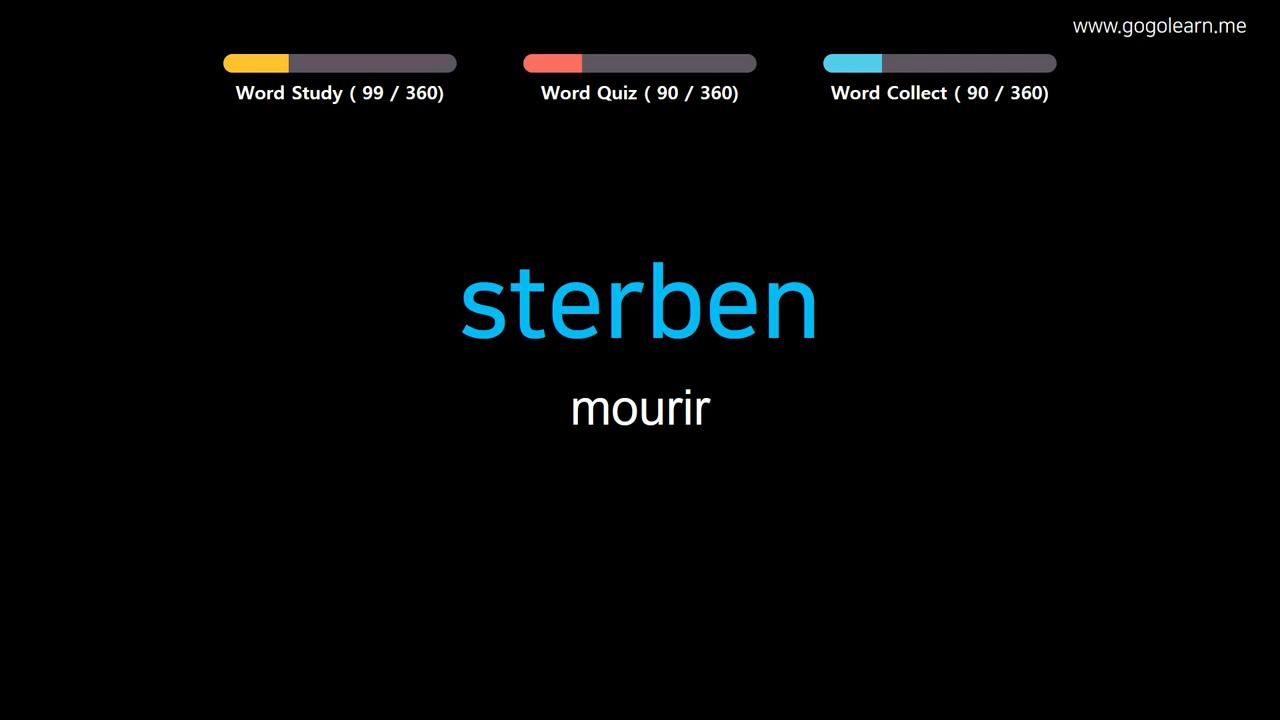 www.gogolearn.me
Word Study ( 99 / 360)
Word Quiz ( 90 / 360)
Word Collect ( 90 / 360)
sterben
mourir